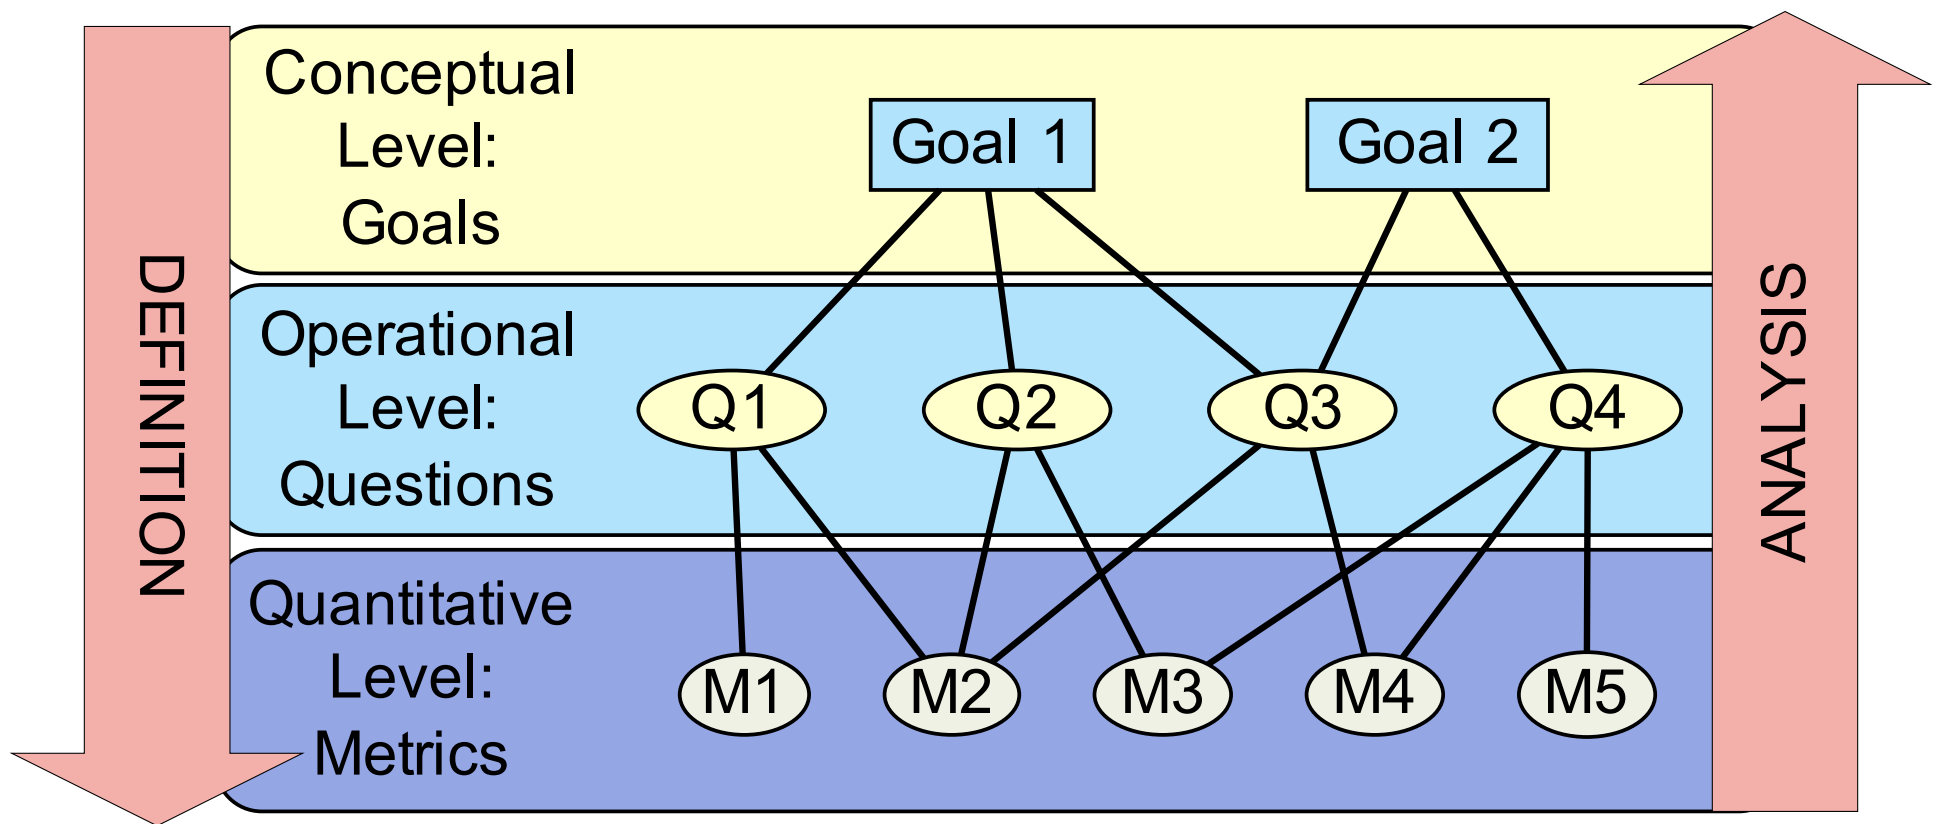 DEFINITION
Conceptual
Level:
Goals
Goal 1
Goal 2
Operational
Level:
Questions
Q1
Q2
Q3
Q4
Quantitative
Level:
Metrics
M1
M2
M3
M4
M5
ANALYSIS